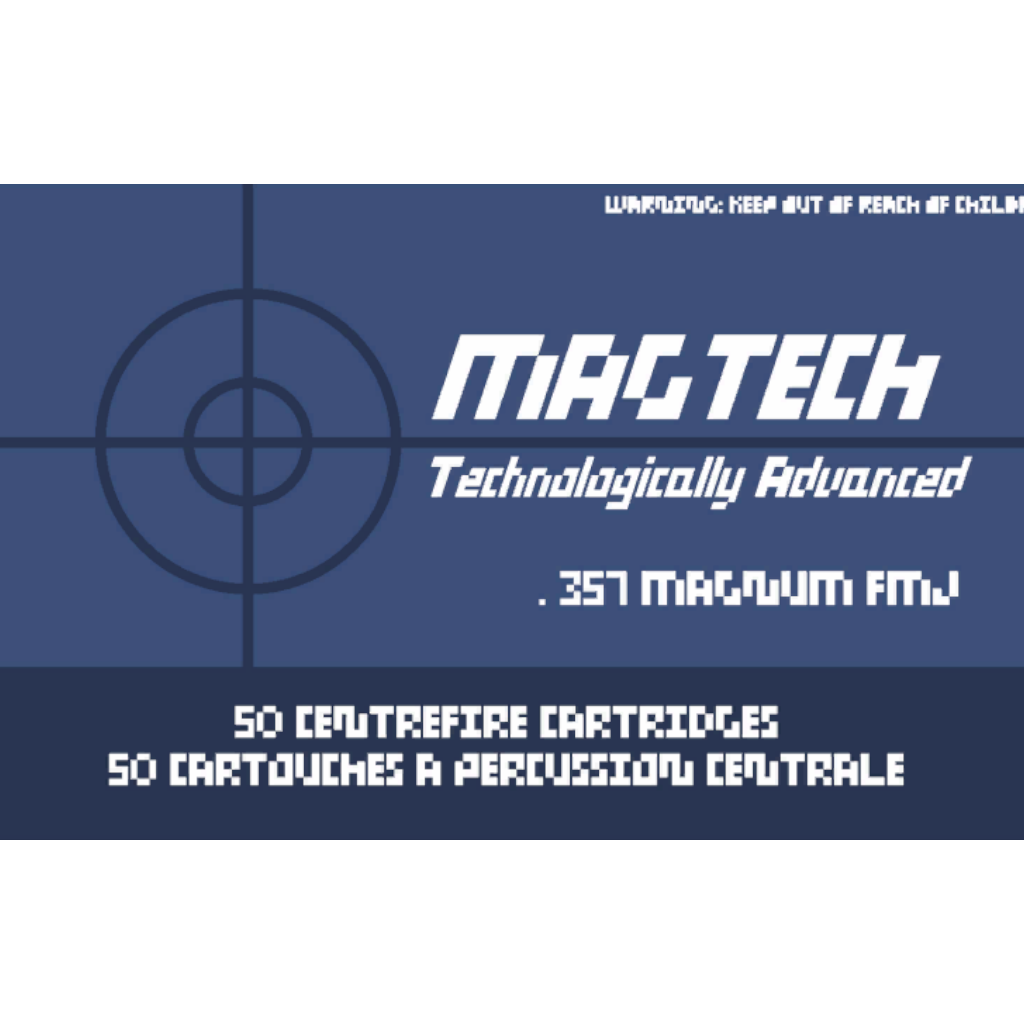 WARNING: KEEP OUT OF REACH OF
MAGTECH
Technologically Advanced
. 357 MAGNUM FMJ
50 CENTREFIRE CARTRIDGES
50 CARTOUCHES A PERCUSSION CENTRALE